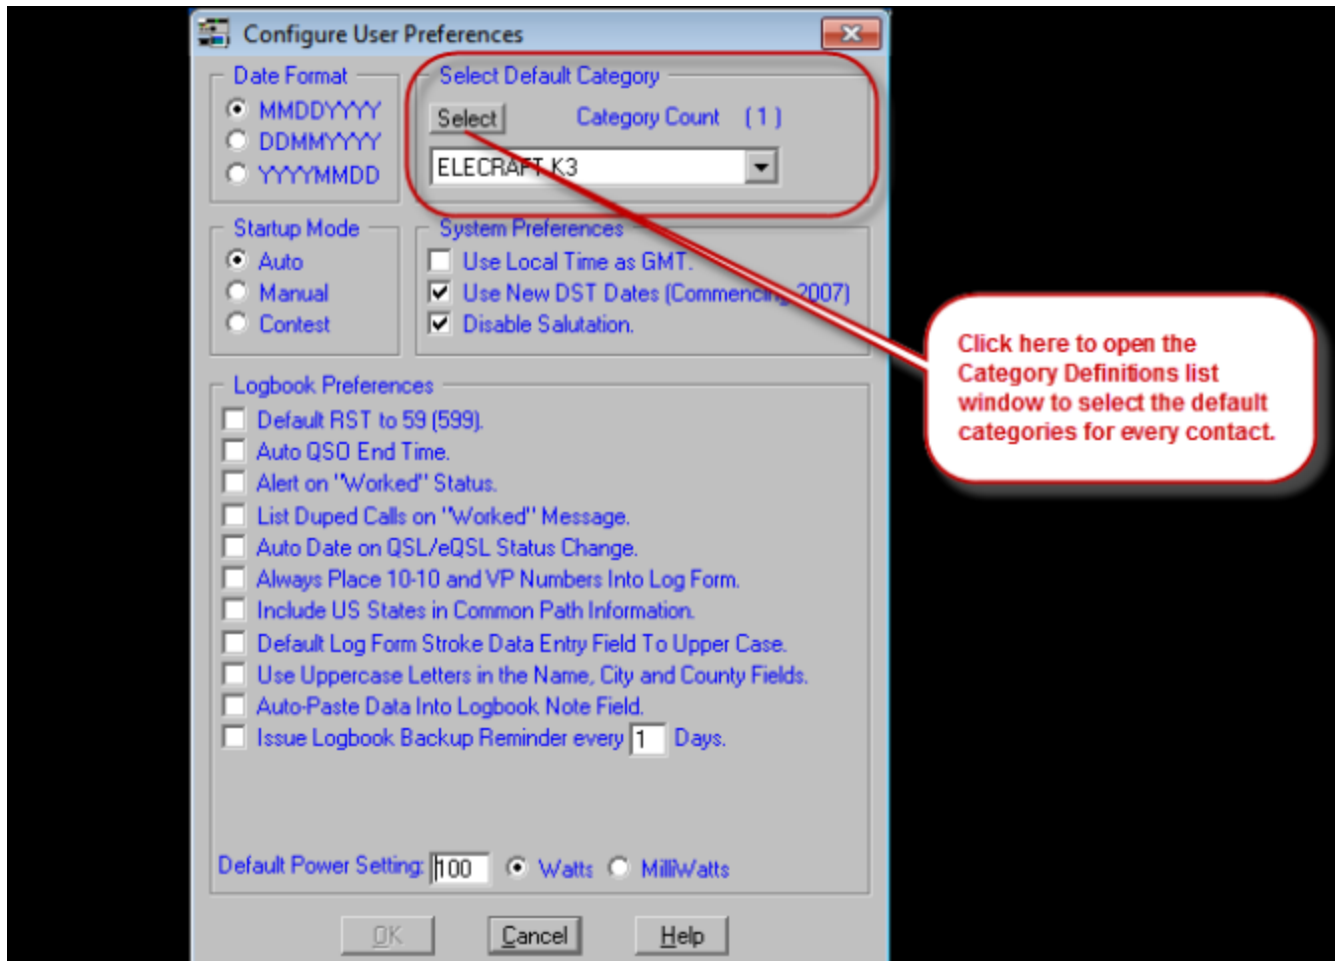 Configure User Preferences
Date Format
MMDDYYYY
DDMMYYYY
YYYYMMDD
Select Default Category
Select
Category Count ( 1 )
ELECRAFT K3
Startup Mode
Auto
Manual
Contest
System Preferences
Use Local Time as GMT.
Use New DST Dates (Commencing 2007)
Disable Salutation.
Click here to open the
Category Definitions list
window to select the default
categories for every contact.
Logbook Preferences
Default RST to 59 (599).
Auto QSO End Time.
Alert on "Worked" Status.
List Duped Calls on "Worked" Message.
Auto Date on QSL/eQSL Status Change.
Always Place 10-10 and VP Numbers Into Log Form.
Include US States in Common Path Information.
Default Log Form Stroke Data Entry Field To Upper Case.
Use Uppercase Letters in the Name, City and County Fields.
Auto-Paste Data Into Logbook Note Field.
Issue Logbook Backup Reminder every 1 Days.
Default Power Setting: 100 Watts MilliWatts
OK Cancel Help